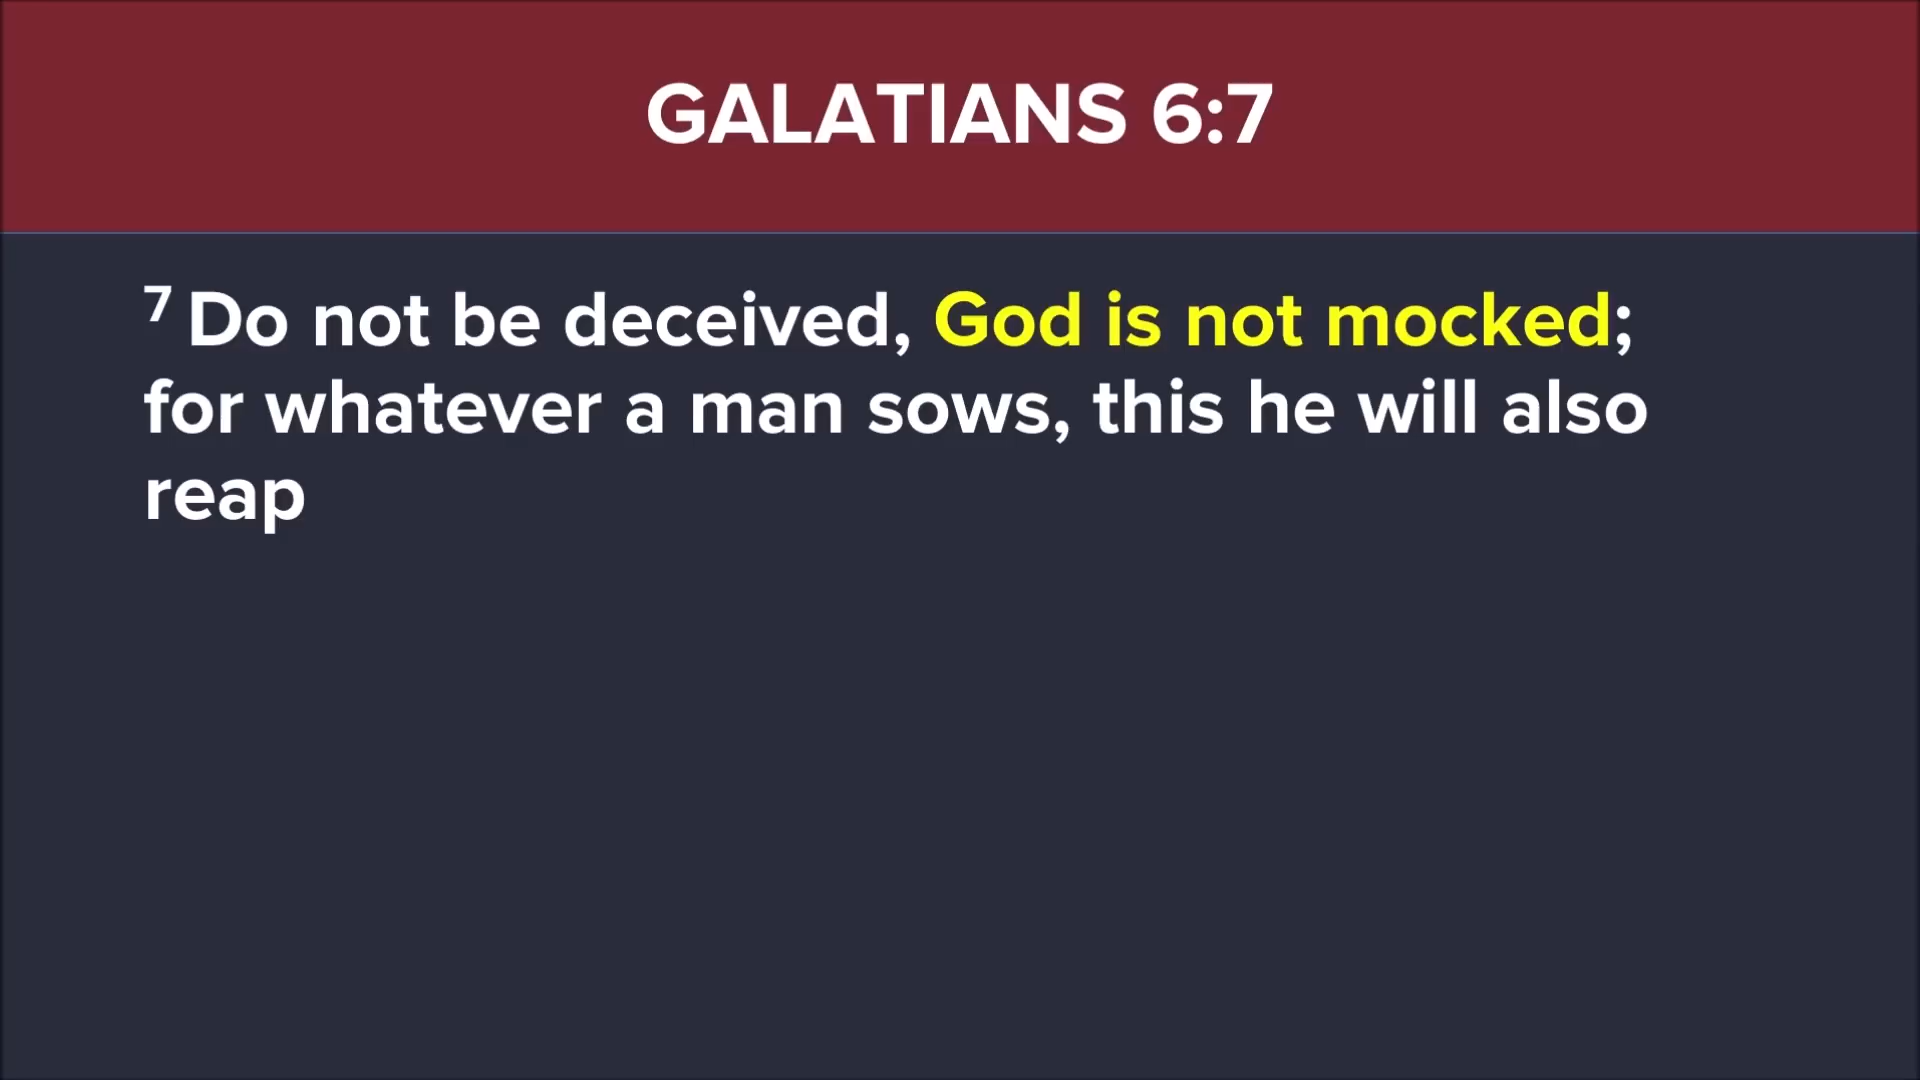 GALATIANS 6:7
7 Do not be deceived, God is not mocked;
for whatever a man sows, this he will also
reap